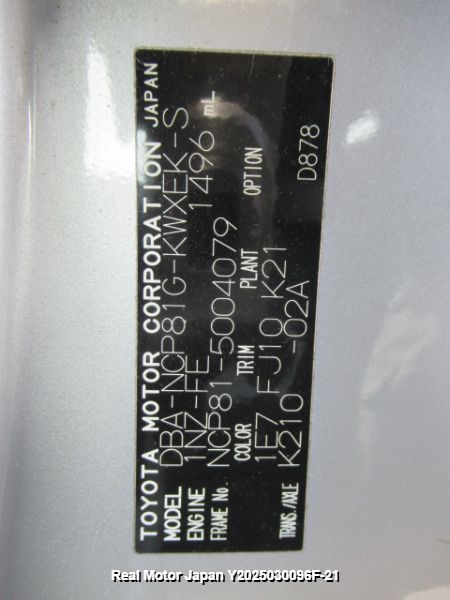 TOYOTA MOTOR CORPORATION JAPAN
MODEL DBA-NCP81G-KWXEK-S
ENGINE 1NZ-FE 1496 mL
FRAME No. NCP81-5004079
COLOR TRIM PLANT OPTION
1F7 FJ10 K21 D878
TRANS./AXLE K210 -02A
Real Motor Japan Y2025030096F-21